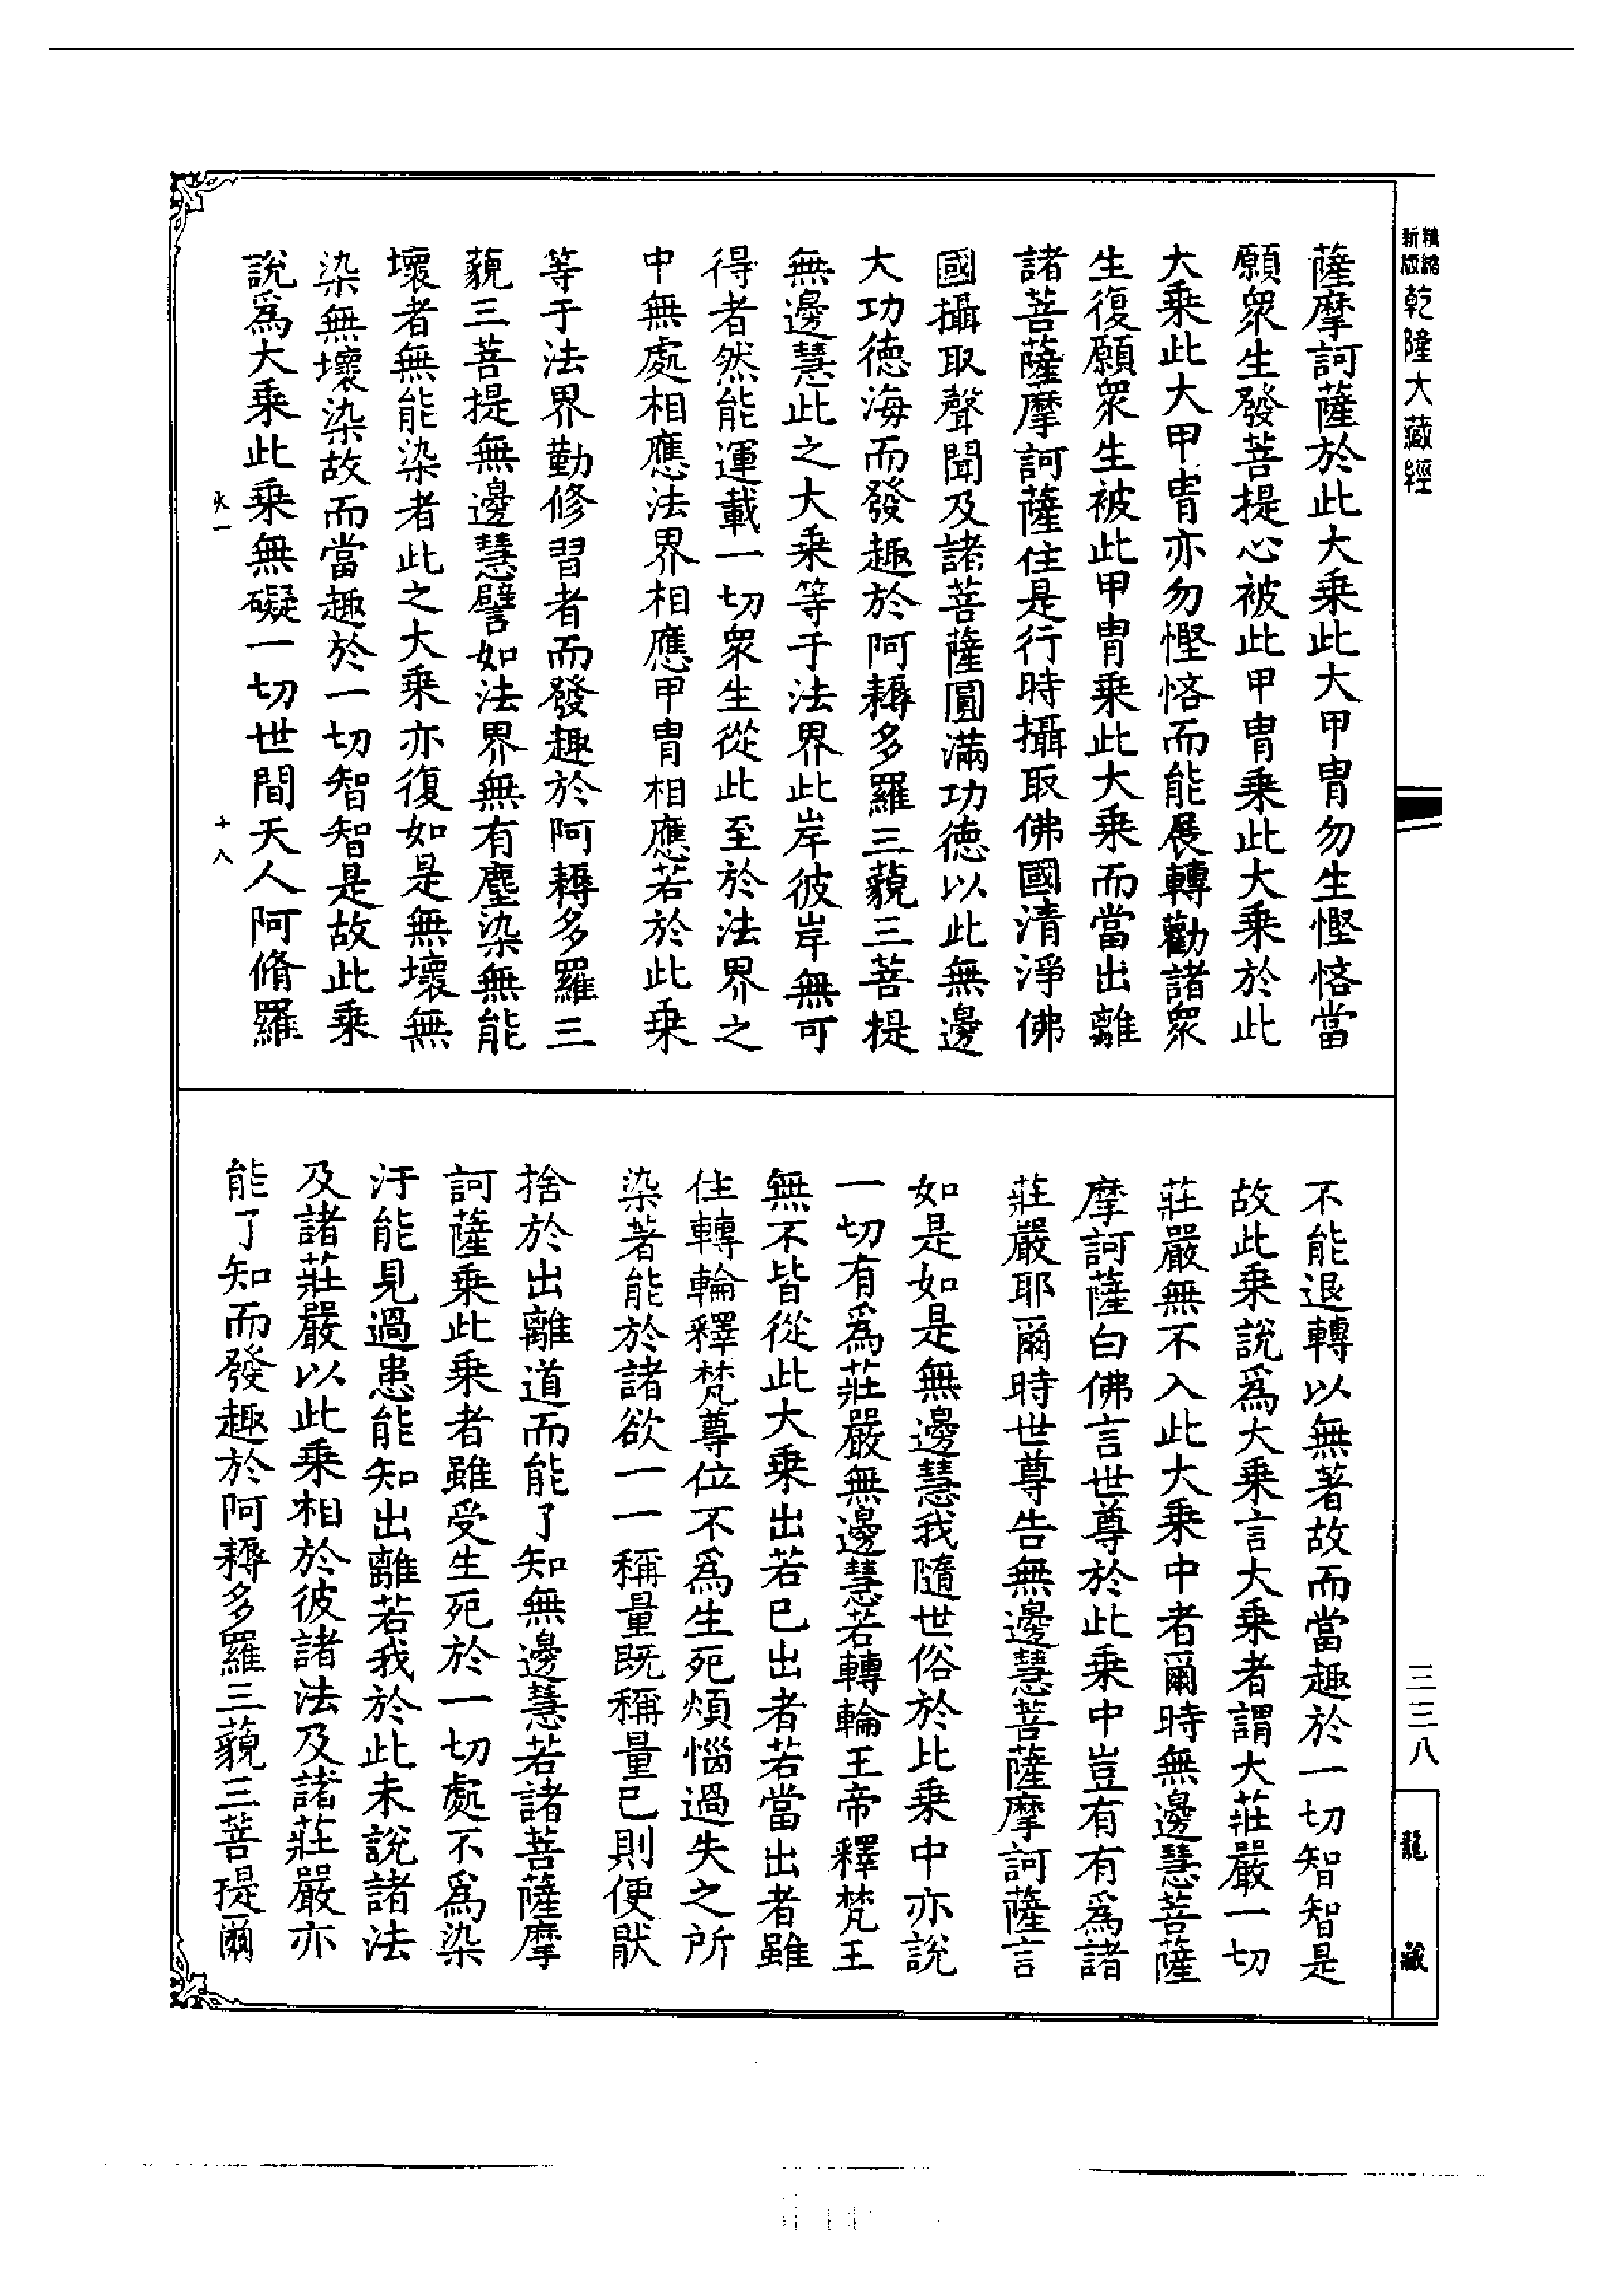 新版精縮乾隆大藏經
三三八
龍藏
薩摩訶薩於此大乘此大甲冑勿生慳悋當
願衆生發菩提心被此甲冑乘此大乘於此
大乘此大甲冑亦勿慳悋而能展轉勸諸衆
生復願衆生被此甲冑乘此大乘而當出離
諸菩薩摩訶薩住是行時攝取佛國清淨佛
國攝取聲聞及諸菩薩圓滿功德以此無邊
大功德海而發趣於阿耨多羅三藐三菩提
無邊慧此之大乘等于法界此岸彼岸無可
得者然能運載一切衆生從此至於法界之
中無處相應法界相應甲冑相應若於此乘
等于法界勤修習者而發趣於阿耨多羅三
藐三菩提無邊慧譬如法界無有塵染無能
壞者無能染者此之大乘亦復如是無壞無
染無壞染故而當趣於一切智智是故此乘
說爲大乘此乘無礙一切世間天人阿脩羅
火一
十八
不能退轉以無著故而當趣於一切智智是
故此乘說爲大乘言大乘者謂大莊嚴一切
莊嚴無不入此大乘中者爾時無邊慧菩薩
摩訶薩白佛言世尊於此乘中豈有有爲諸
莊嚴耶爾時世尊告無邊慧菩薩摩訶薩言
如是如是無邊慧我隨世俗於此乘中亦說
一切有爲莊嚴無邊慧若轉輪王帝釋梵王
無不皆從此大乘出若已出者若當出者雖
住轉輪釋梵尊位不爲生死煩惱過失之所
染著能於諸欲一一稱量既稱量已則便猒
捨於出離道而能了知無邊慧若諸菩薩摩
訶薩乘此乘者雖受生死於一切處不爲染
汙能見過患能知出離若我於此未說諸法
及諸莊嚴以此乘相於彼諸法及諸莊嚴亦
能了知而發趣於阿耨多羅三藐三菩提爾